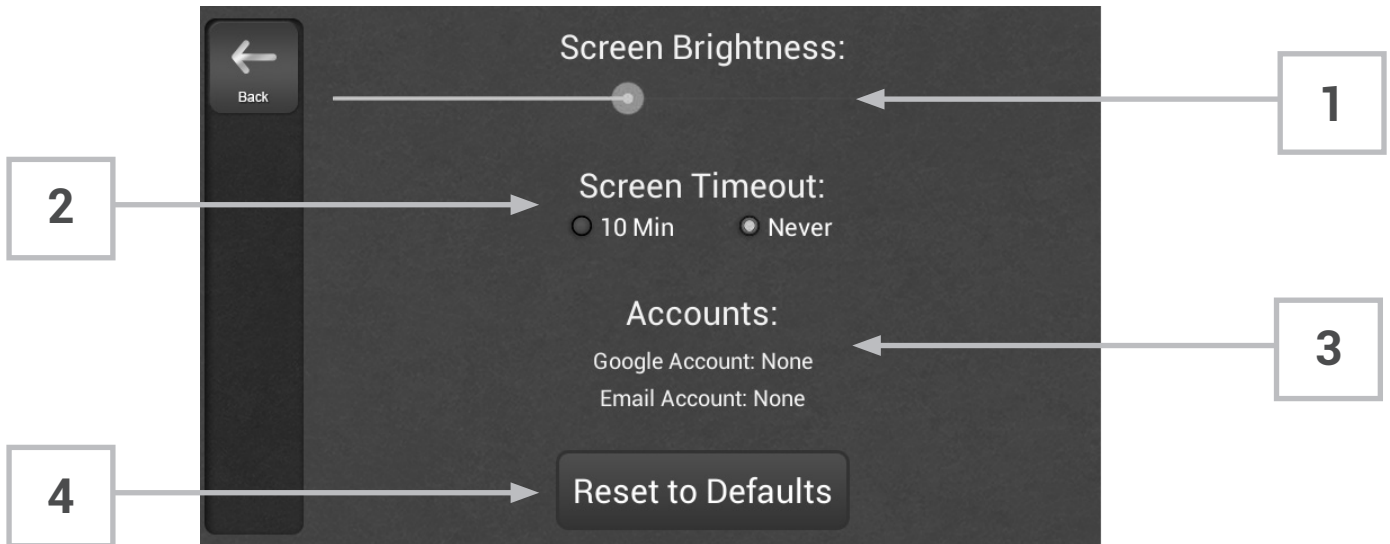 Back
Screen Brightness:
1
2
Screen Timeout:
10 Min Never
Accounts:
Google Account: None
3
Email Account: None
4
Reset to Defaults